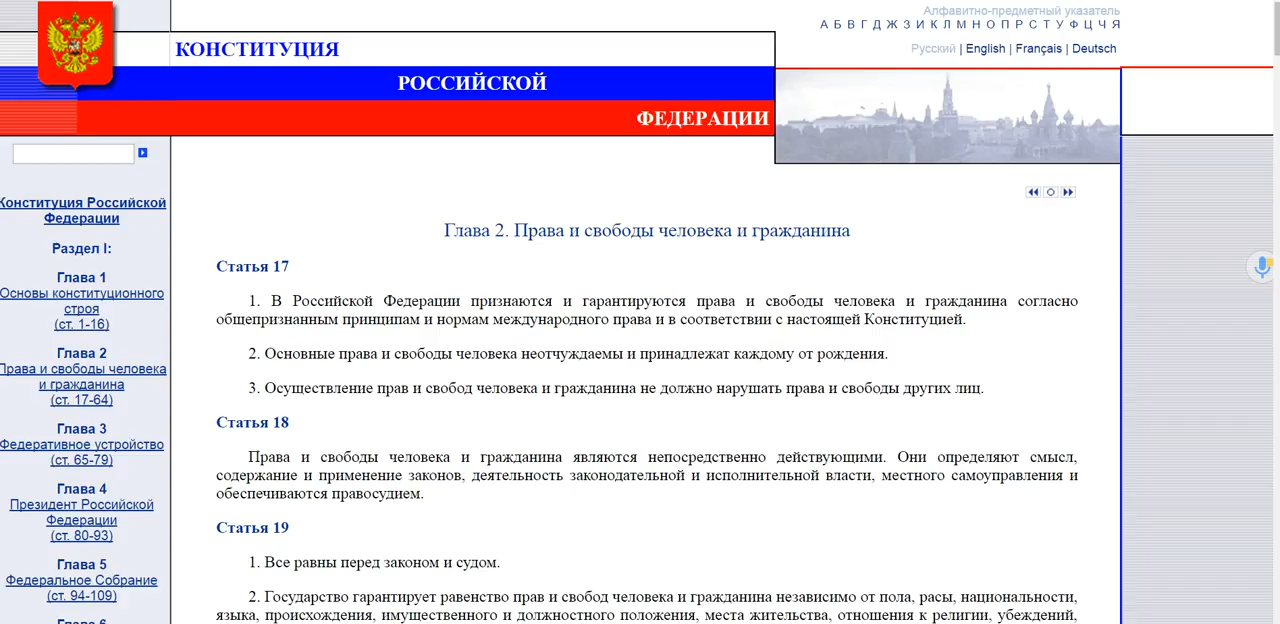 Алфавитно-предметный указатель
А Б В Г Д Ж З И К Л М Н О П Р С Т У Ф Ц Ч Я
Русский | English | Français | Deutsch
КОНСТИТУЦИЯ
РОССИЙСКОЙ
ФЕДЕРАЦИИ
Конституция Российской
Федерации
Раздел I:
Глава 1
Основы конституционного
строя
(ст. 1-16)
Глава 2
Права и свободы человека
и гражданина
(ст. 17-64)
Глава 3
Федеративное устройство
(ст. 65-79)
Глава 4
Президент Российской
Федерации
(ст. 80-93)
Глава 5
Федеральное Собрание
(ст. 94-109)
Глава 6
Глава 2. Права и свободы человека и гражданина
Статья 17
1. В Российской Федерации признаются и гарантируются права и свободы человека и гражданина согласно
общепризнанным принципам и нормам международного права и в соответствии с настоящей Конституцией.
2. Основные права и свободы человека неотчуждаемы и принадлежат каждому от рождения.
3. Осуществление прав и свобод человека и гражданина не должно нарушать права и свободы других лиц.
Статья 18
Права и свободы человека и гражданина являются непосредственно действующими. Они определяют смысл,
содержание и применение законов, деятельность законодательной и исполнительной власти, местного самоуправления и
обеспечиваются правосудием.
Статья 19
1. Все равны перед законом и судом.
2. Государство гарантирует равенство прав и свобод человека и гражданина независимо от пола, расы, национальности,
языка, происхождения, имущественного и должностного положения, места жительства, отношения к религии, убеждений,